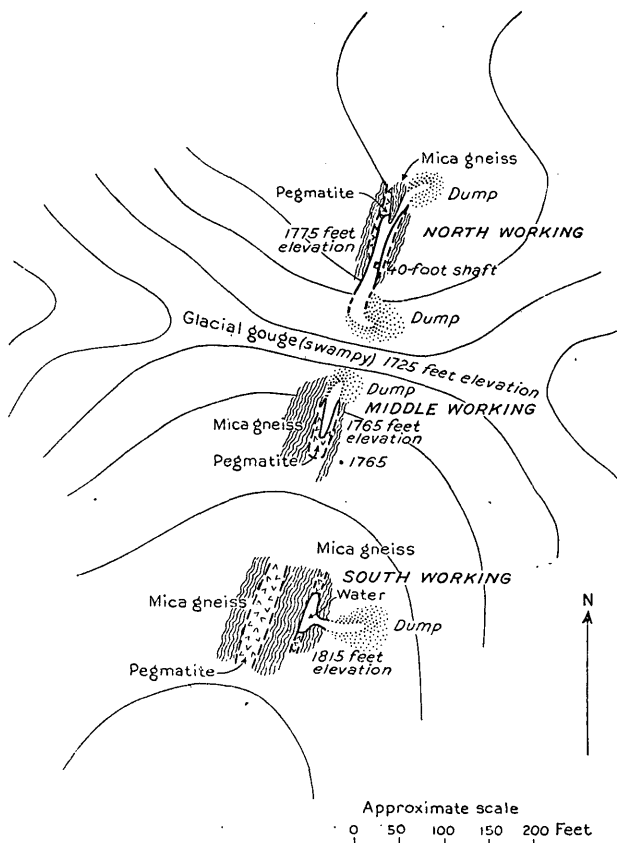 Mica gneiss
Pegmatite
Dump
1775 feet
elevation
NORTH WORKING
40-foot shaft
Dump
Glacial gouge (swampy) 1725 feet elevation
Dump
MIDDLE WORKING
Mica gneiss
1765 feet
elevation
Pegmatite
1765
Mica gneiss
SOUTH WORKING
Water
Mica gneiss
Dump
1815 feet
elevation
Pegmatite
N
Approximate scale
0 50 100 150 200 Feet